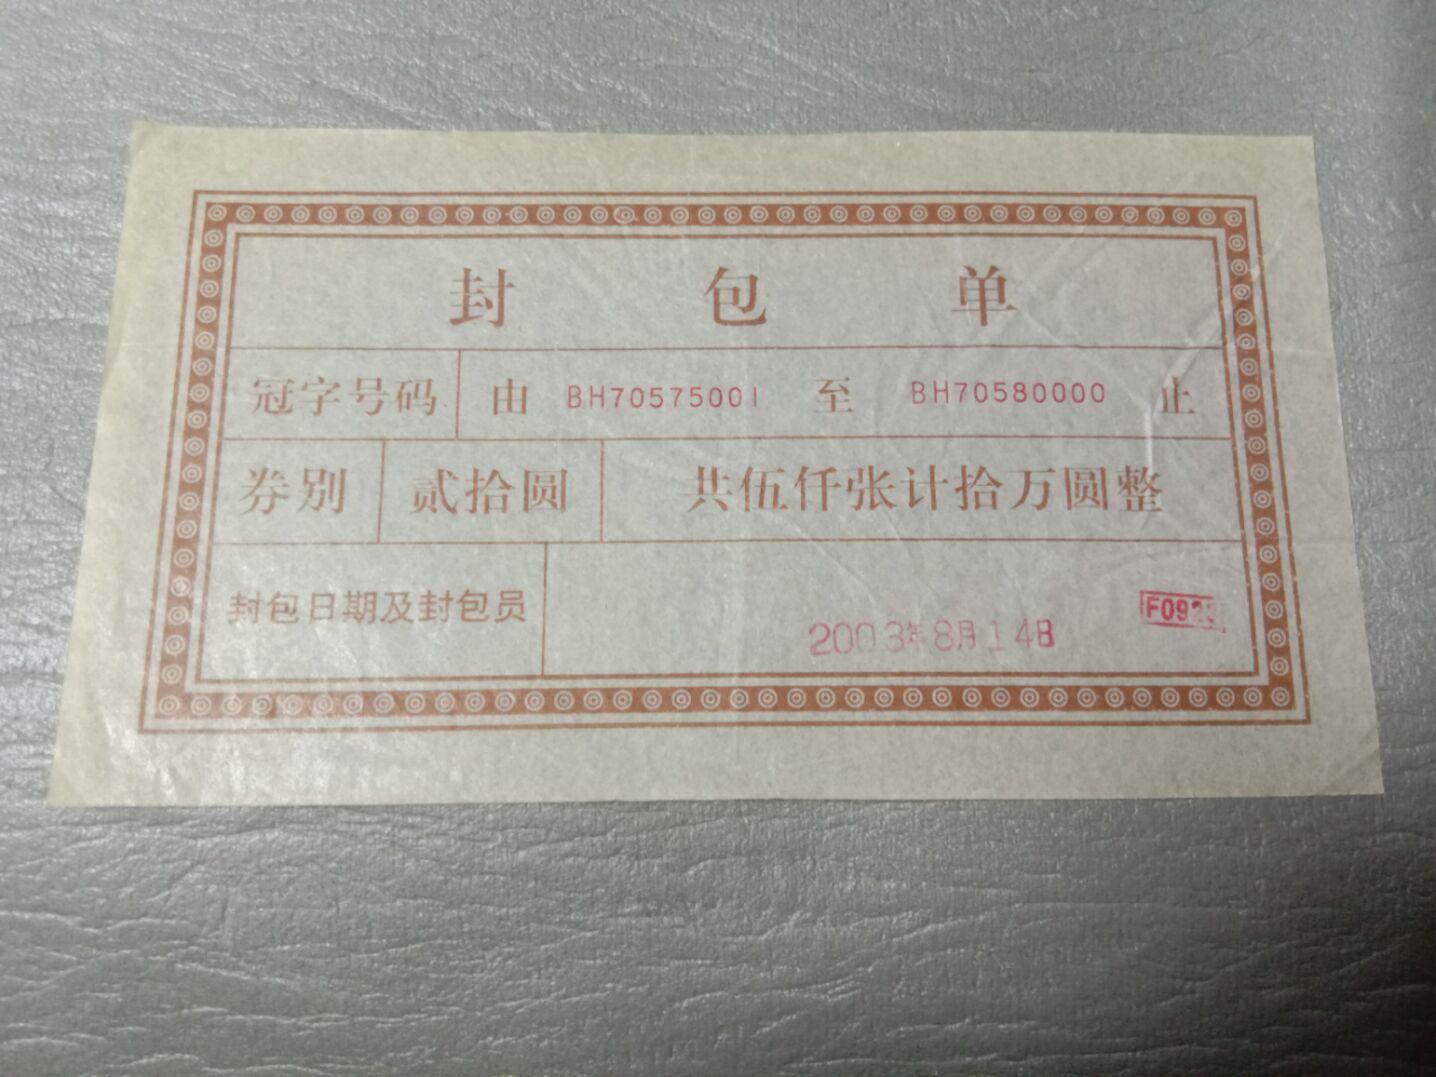 封包单
冠字号码 由 BH70575001 至 BH70580000 止
券别 贰拾圆 共伍仟张计拾万圆整
封包日期及封包员 2003年8月14日